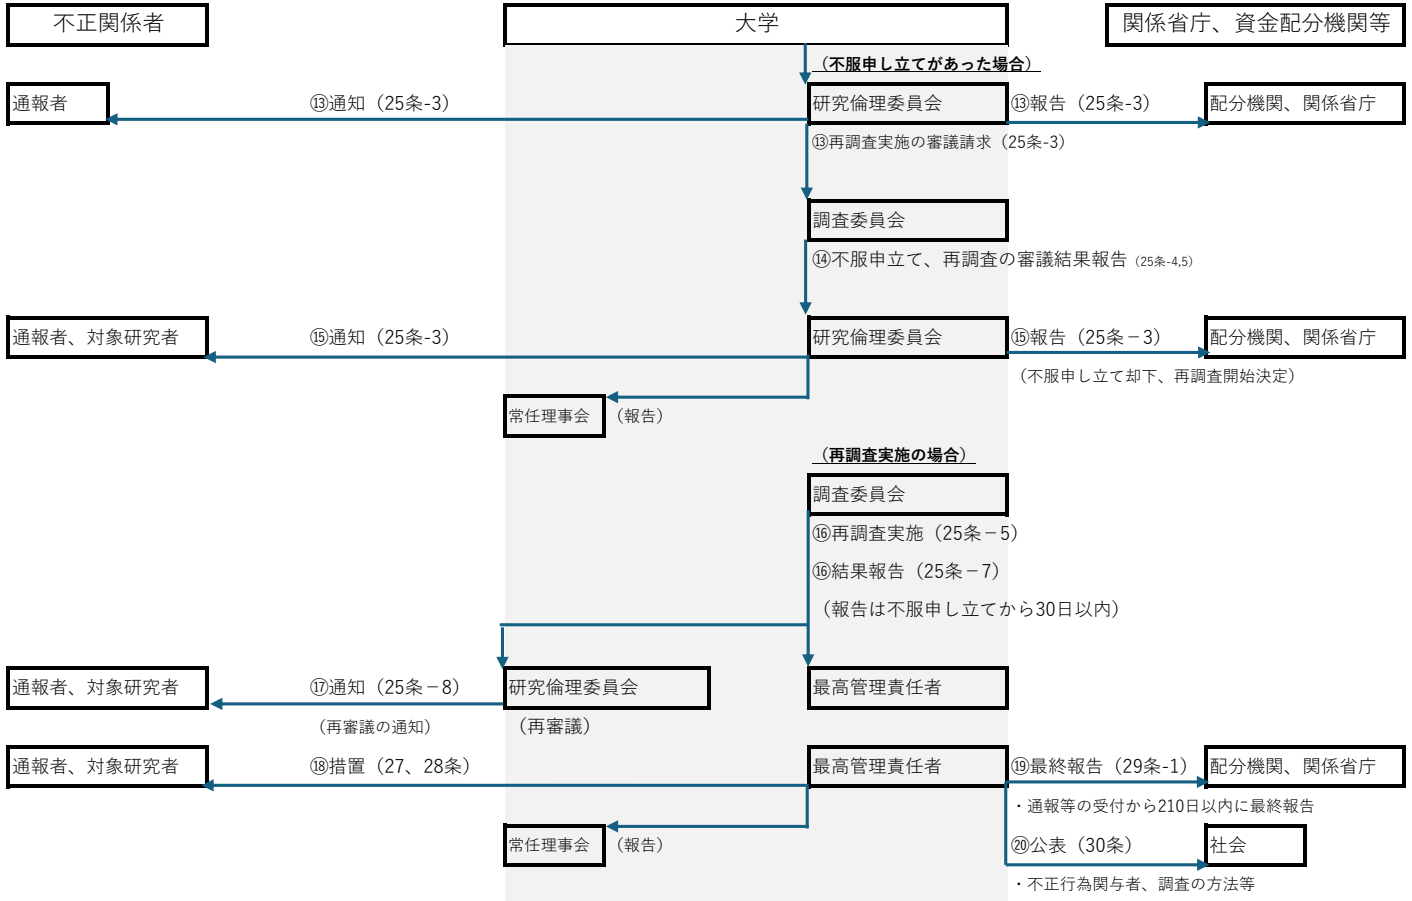 不正関係者
大学
関係省庁、資金配分機関等
（不服申し立てがあった場合）
通報者
⑬通知（25条-3）
研究倫理委員会
⑬報告（25条-3）
配分機関、関係省庁
⑬再調査実施の審議請求（25条-3）
調査委員会
⑭不服申立て、再調査の審議結果報告（25条-4,5）
通報者、対象研究者
⑮通知（25条-3）
研究倫理委員会
⑮報告（25条－3）
配分機関、関係省庁
（不服申し立て却下、再調査開始決定）
常任理事会
（報告）
（再調査実施の場合）
調査委員会
⑯再調査実施（25条－5）
⑯結果報告（25条－7）
（報告は不服申し立てから30日以内）
通報者、対象研究者
⑰通知（25条－8）
研究倫理委員会
最高管理責任者
（再審議の通知）
（再審議）
通報者、対象研究者
⑱措置（27、28条）
最高管理責任者
⑲最終報告（29条-1）
配分機関、関係省庁
・通報等の受付から210日以内に最終報告
常任理事会
（報告）
⑳公表（30条）
社会
・不正行為関与者、調査の方法等